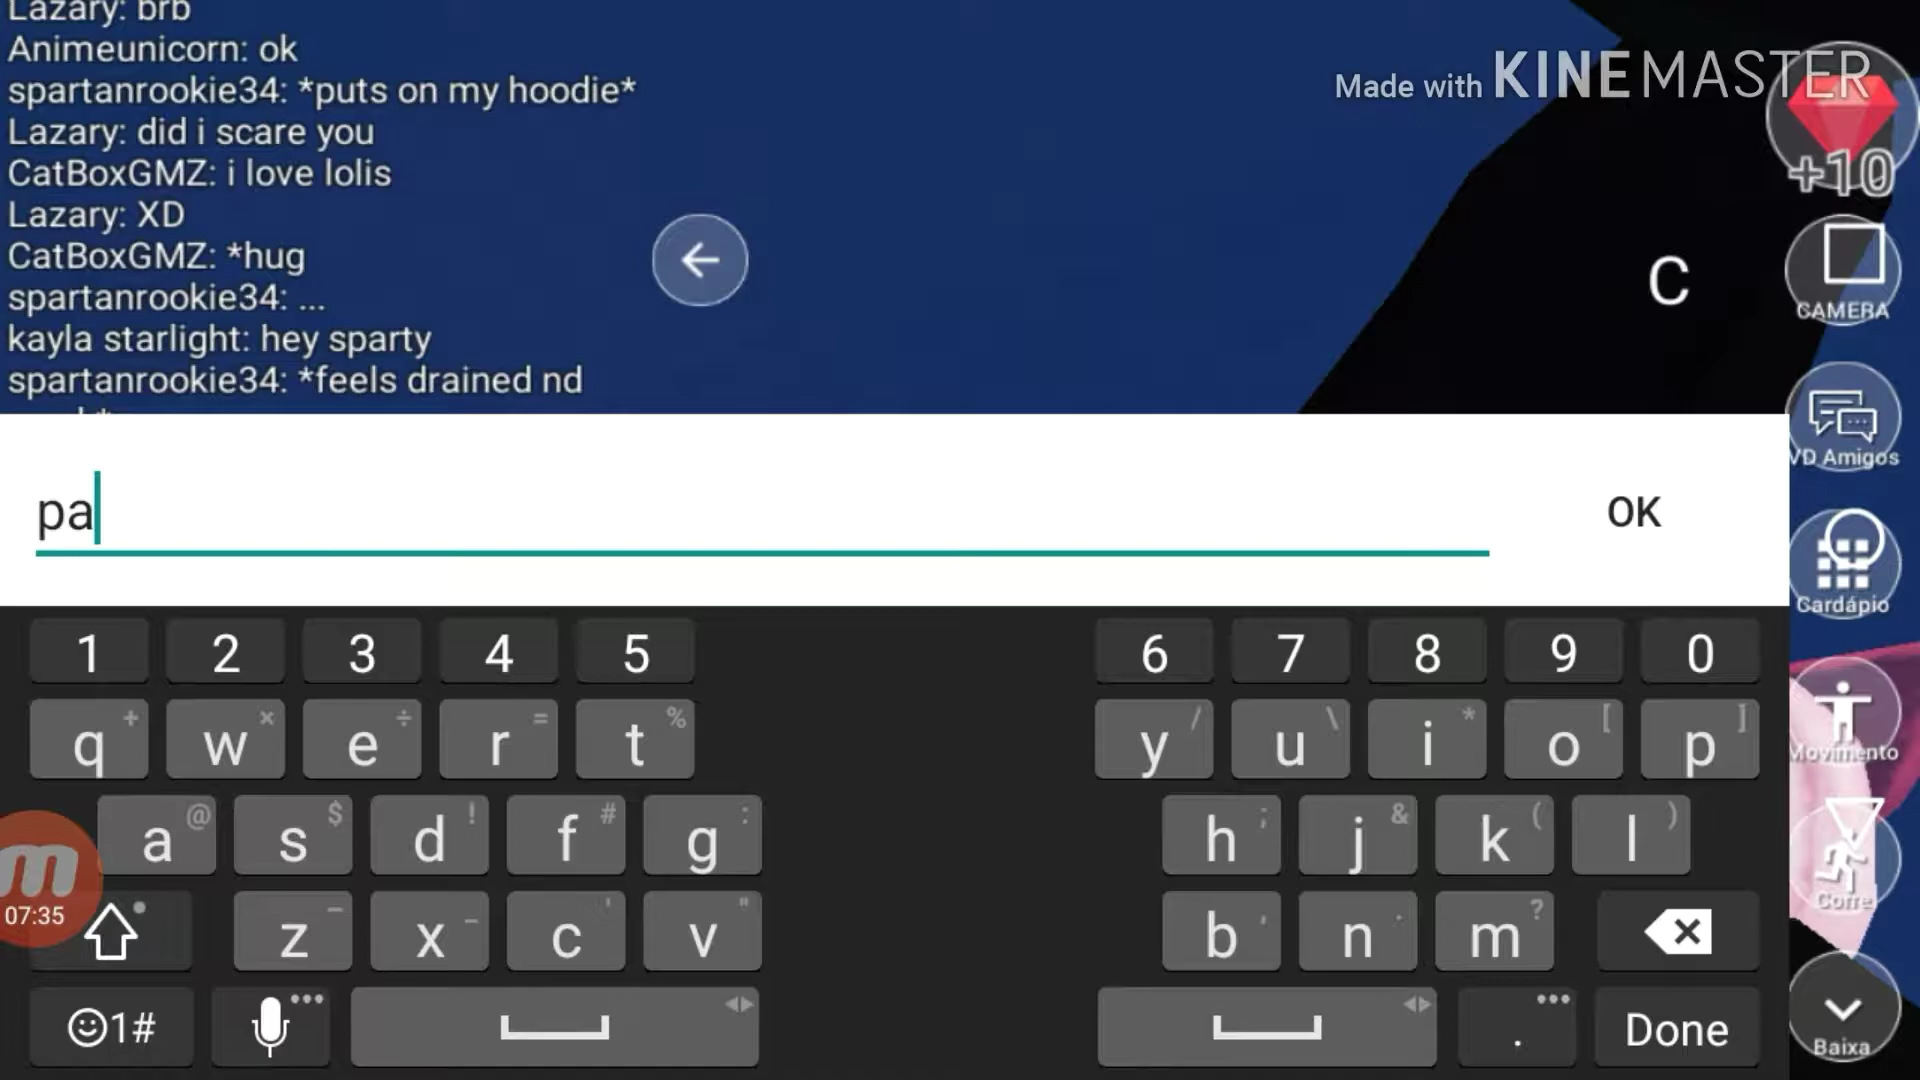 Lazary: brb
Animeunicorn: ok
spartanrookie34: *puts on my hoodie*
Lazary: did i scare you
CatBoxGMZ: i love lolis
Lazary: XD
CatBoxGMZ: *hug
spartanrookie34: ...
kayla starlight: hey sparty
spartanrookie34: *feels drained nd
Made with KINEMASTER
+10
C
CAMERA
VD Amigos
Cardápio
Movimento
Corre
Baixa
pa
OK
1 2 3 4 5 6 7 8 9 0
q + w × e ÷ r = t % y / u \ i * o [ p ]
a @ s $ d ! f # g : h ; j & k ( l )
z – x _ c ' v " b , n · m ?
07:35
1# . Done